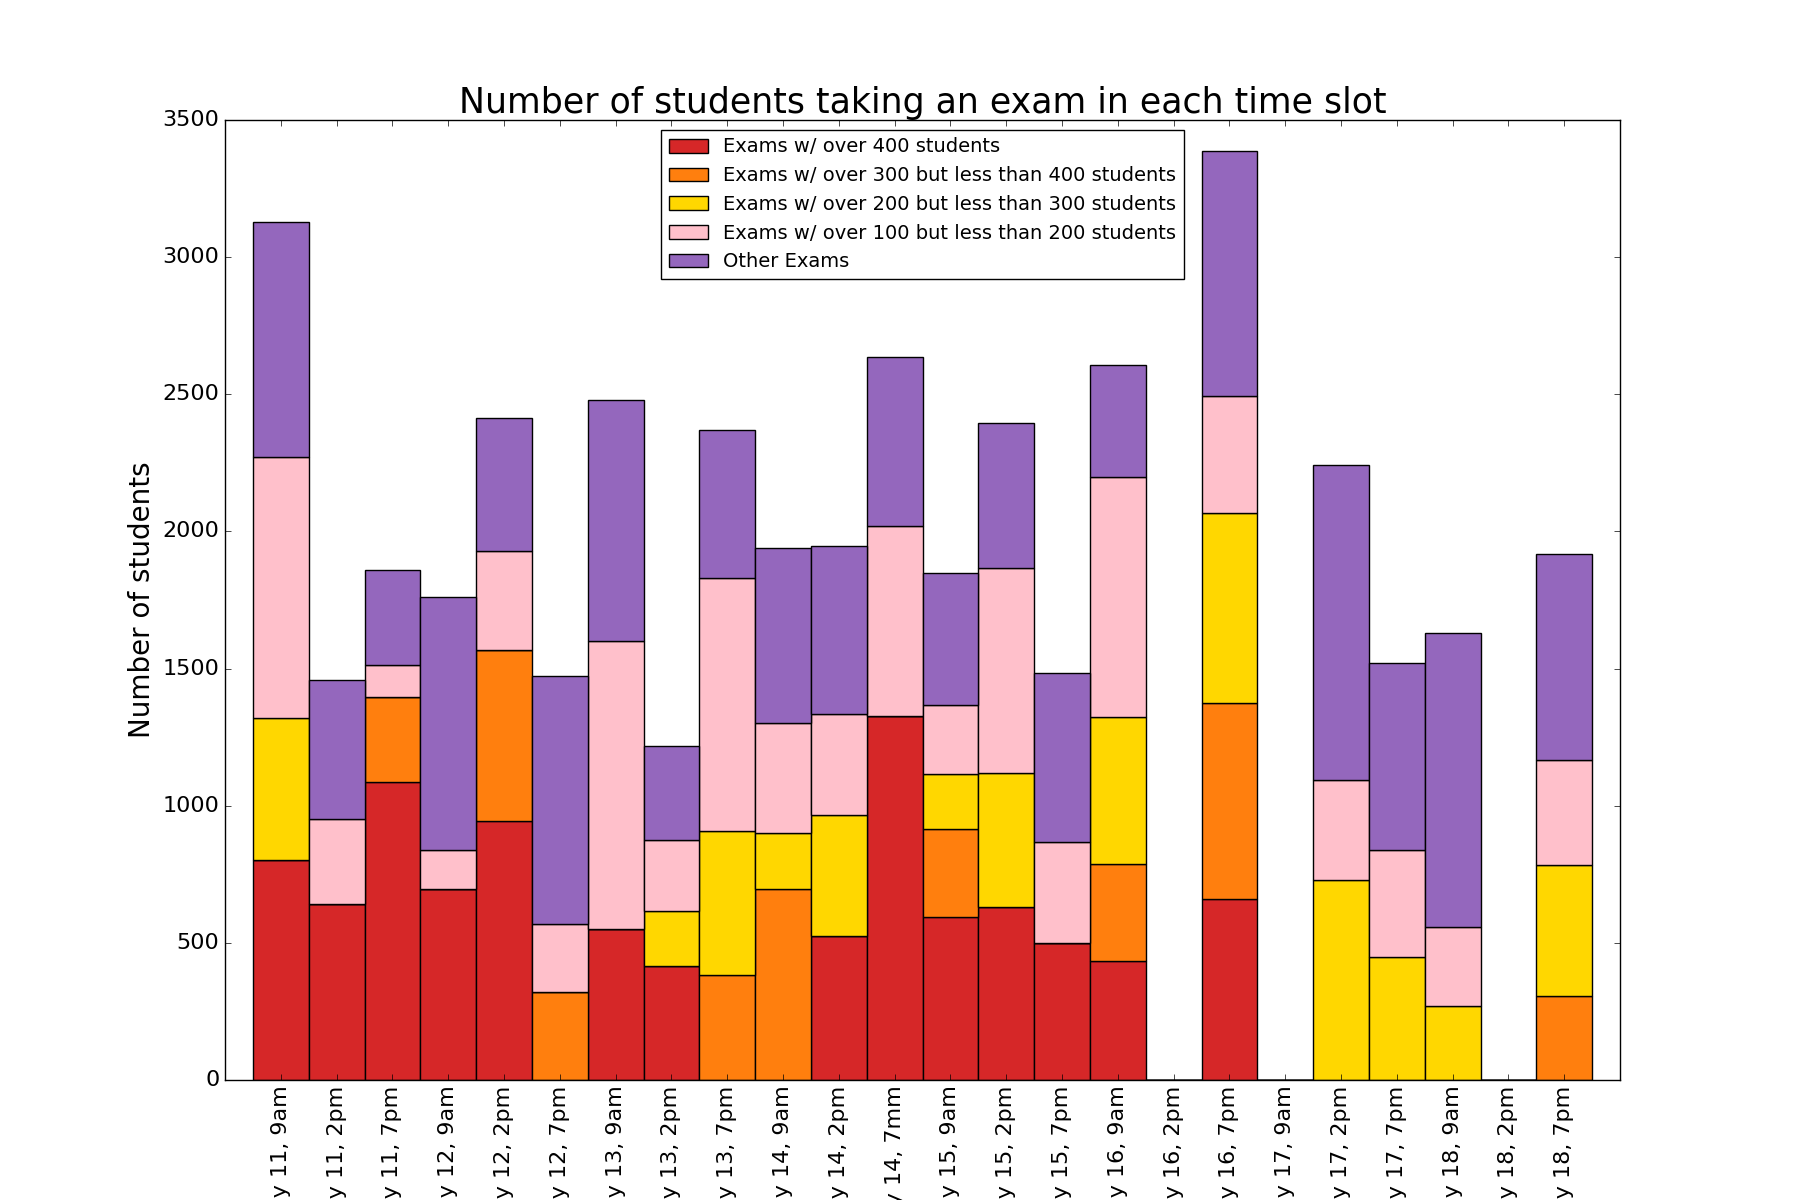 Number of students taking an exam in each time slot
Exams w/ over 400 students
Exams w/ over 300 but less than 400 students
Exams w/ over 200 but less than 300 students
Exams w/ over 100 but less than 200 students
Other Exams
Number of students
3500
3000
2500
2000
1500
1000
500
0
y 11, 9am
y 11, 2pm
y 11, 7pm
y 12, 9am
y 12, 2pm
y 12, 7pm
y 13, 9am
y 13, 2pm
y 13, 7pm
y 14, 9am
y 14, 2pm
y 14, 7mm
y 15, 9am
y 15, 2pm
y 15, 7pm
y 16, 9am
y 16, 2pm
y 16, 7pm
y 17, 9am
y 17, 2pm
y 17, 7pm
y 18, 9am
y 18, 2pm
y 18, 7pm